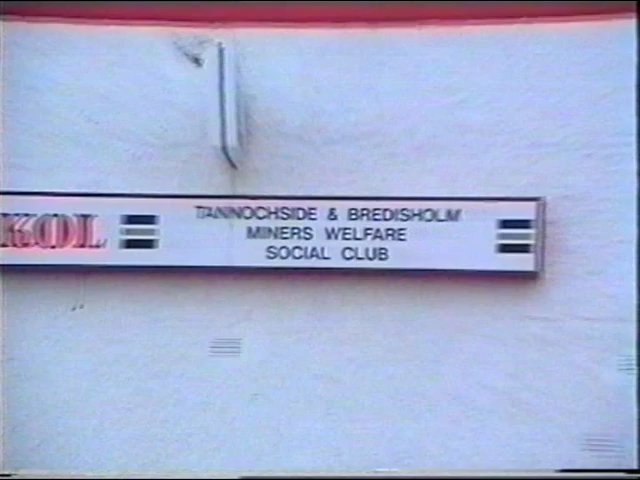 KOL
TANNOCHSIDE & BREDISHOLM
MINERS WELFARE
SOCIAL CLUB